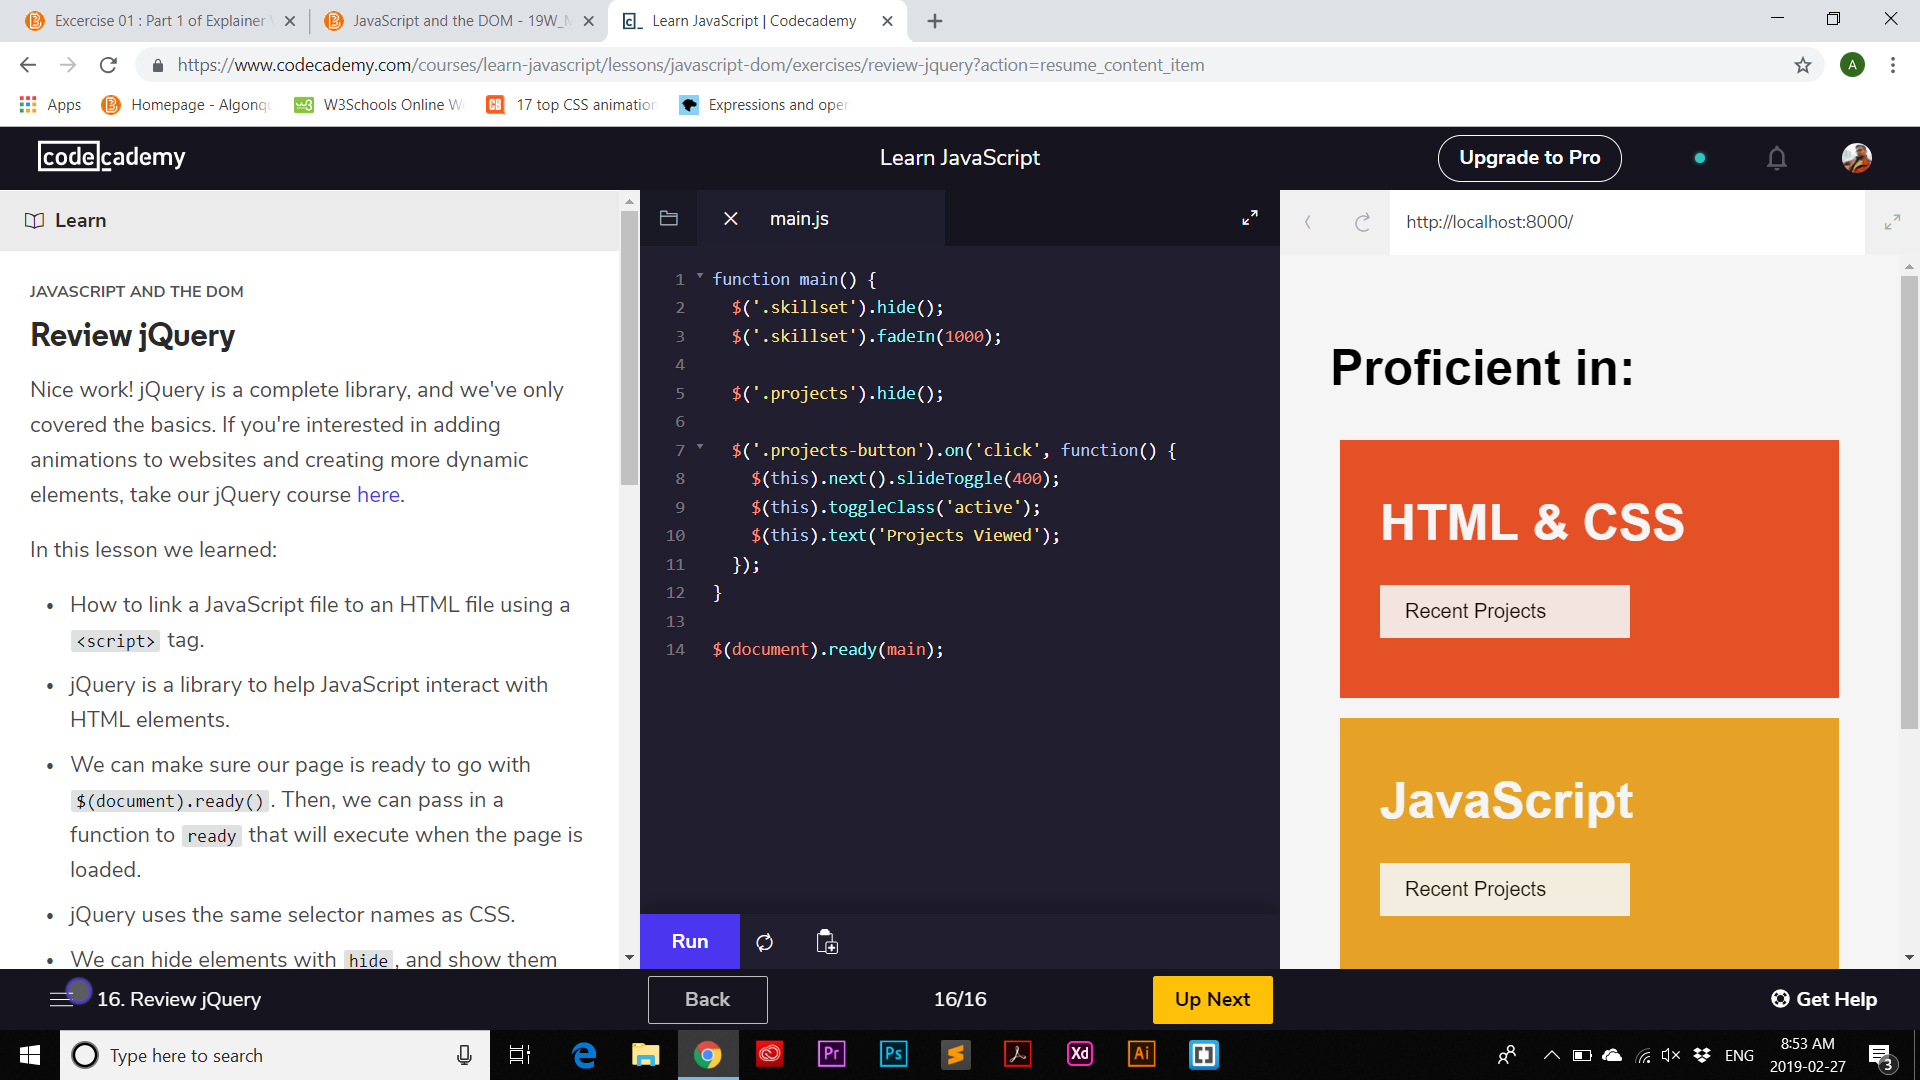 Excercise 01 : Part 1 of Explainer
JavaScript and the DOM - 19W_
Learn JavaScript | Codecademy
https://www.codecademy.com/courses/learn-javascript/lessons/javascript-dom/exercises/review-jquery?action=resume_content_item
A
Apps
Homepage - Algonq
W3Schools Online W
17 top CSS animation
Expressions and oper
codecademy
Learn JavaScript
Upgrade to Pro
Learn
JAVASCRIPT AND THE DOM
Review jQuery
Nice work! jQuery is a complete library, and we've only
covered the basics. If you're interested in adding
animations to websites and creating more dynamic
elements, take our jQuery course here.
In this lesson we learned:
• How to link a JavaScript file to an HTML file using a
<script> tag.
• jQuery is a library to help JavaScript interact with
HTML elements.
• We can make sure our page is ready to go with
$(document).ready(). Then, we can pass in a
function to ready that will execute when the page is
loaded.
• jQuery uses the same selector names as CSS.
• We can hide elements with hide, and show them
main.js
1 function main() {
2 $('.skillset').hide();
3 $('.skillset').fadeIn(1000);
4
5 $('.projects').hide();
6
7 $('.projects-button').on('click', function() {
8 $(this).next().slideToggle(400);
9 $(this).toggleClass('active');
10 $(this).text('Projects Viewed');
11 });
12 }
13
14 $(document).ready(main);
Run
http://localhost:8000/
Proficient in:
HTML & CSS
Recent Projects
JavaScript
Recent Projects
16. Review jQuery
Back
16/16
Up Next
Get Help
Type here to search
Pr
Ps
Xd
Ai
ENG
8:53 AM
2019-02-27
3